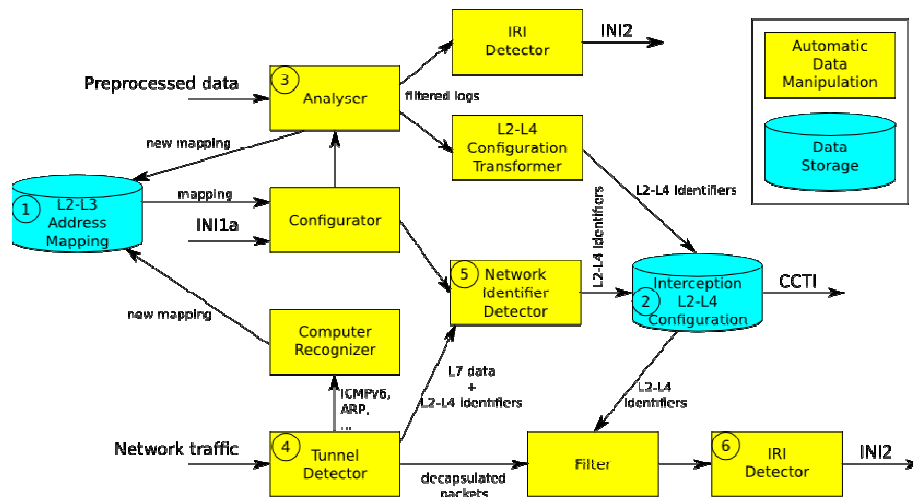 IRI
Detector
INI2
Automatic
Data
Manipulation
Preprocessed data
3
Analyser
filtered logs
L2-L4
Configuration
Transformer
Data
Storage
new mapping
1
L2-L3
Address
Mapping
mapping
INI1a
Configurator
L2-L4 Identifiers
L2-L4 Identifiers
5
Network
Identifier
Detector
Interception
2
L2-L4
Configuration
CCTI
new mapping
Computer
Recognizer
ICMPv6,
ARP,
...
L7 data
+
L2-L4 Identifiers
L2-L4
Identifiers
Network traffic
4
Tunnel
Detector
decapsulated
packets
Filter
6
IRI
Detector
INI2